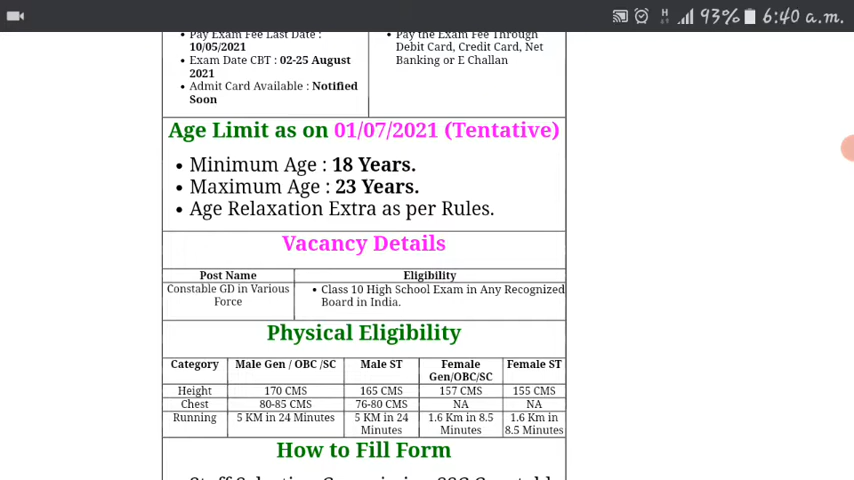 H 93% 6:40 a.m.
Pay Exam Fee Last Date :
10/05/2021
Exam Date CBT : 02-25 August
2021
Admit Card Available : Notified
Soon
Pay the Exam Fee Through
Debit Card, Credit Card, Net
Banking or E Challan
Age Limit as on 01/07/2021 (Tentative)
Minimum Age : 18 Years.
Maximum Age : 23 Years.
Age Relaxation Extra as per Rules.
Vacancy Details
Post Name Eligibility
Constable GD in Various
Force
Class 10 High School Exam in Any Recognized
Board in India.
Physical Eligibility
Category Male Gen / OBC /SC Male ST Female
Gen/OBC/SC Female ST
Height 170 CMS 165 CMS 157 CMS 155 CMS
Chest 80-85 CMS 76-80 CMS NA NA
Running 5 KM in 24 Minutes 5 KM in 24
Minutes 1.6 Km in 8.5
Minutes 1.6 Km in
8.5 Minutes
How to Fill Form
Staff Selection Commission SSC Constable